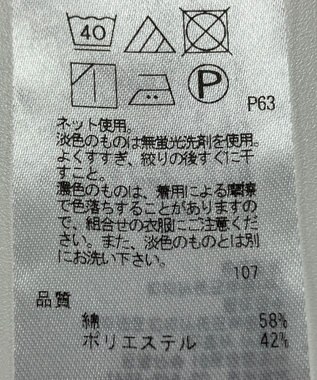 40
P
P63
ネット使用。
淡色のものは無蛍光洗剤を使用。
よくすすぎ、絞りの後すぐに干
すこと。
濃色のものは、着用による摩擦
で色落ちすることがありますの
で、組合せの衣服にご注意くだ
さい。また、淡色のものとは別
にお洗い下さい。
107
品質
綿 58%
ポリエステル 42%